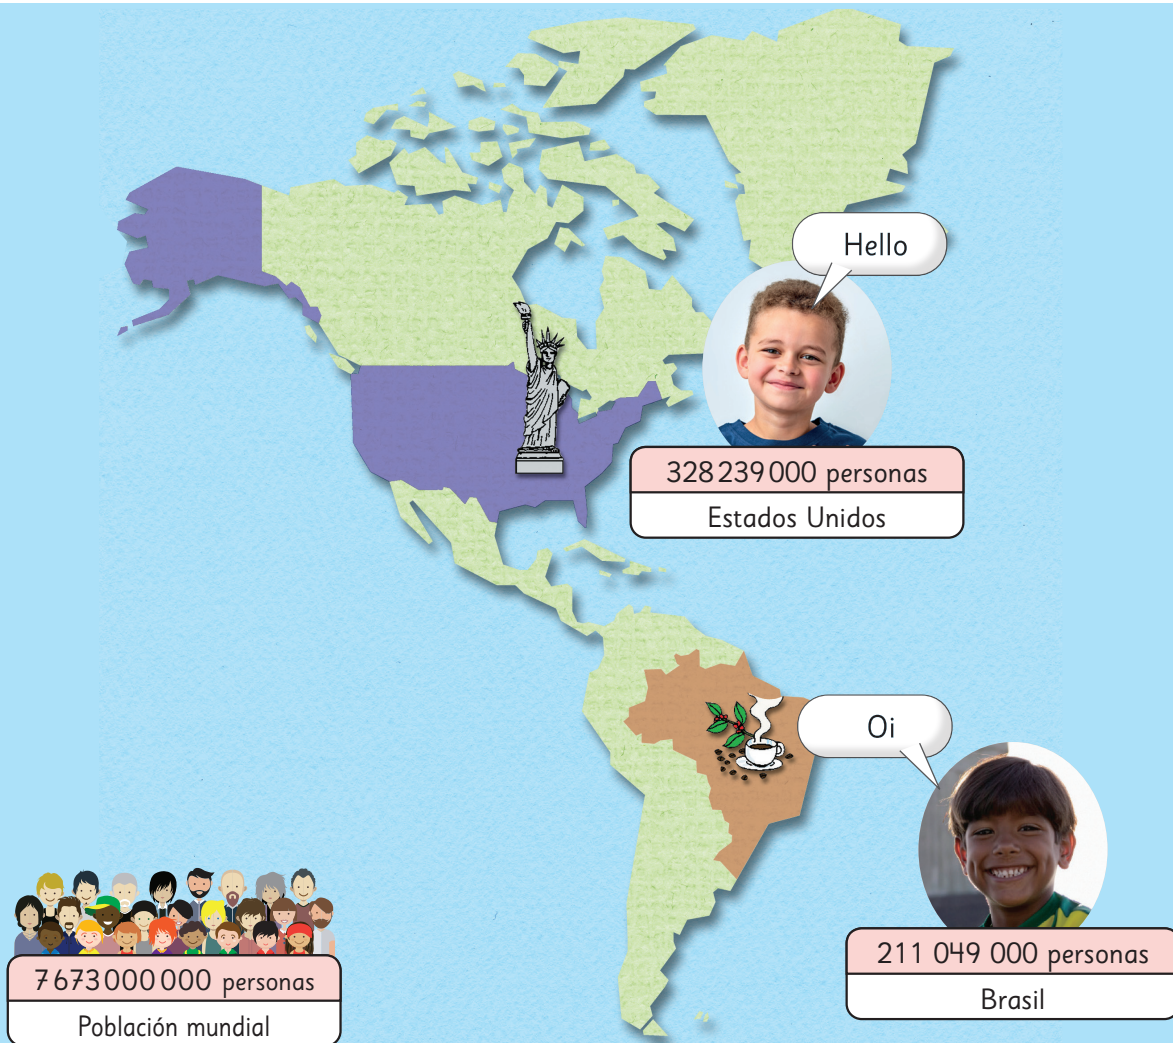 Hello
328 239 000 personas
Estados Unidos
Oi
211 049 000 personas
Brasil
7 673 000 000 personas
Población mundial